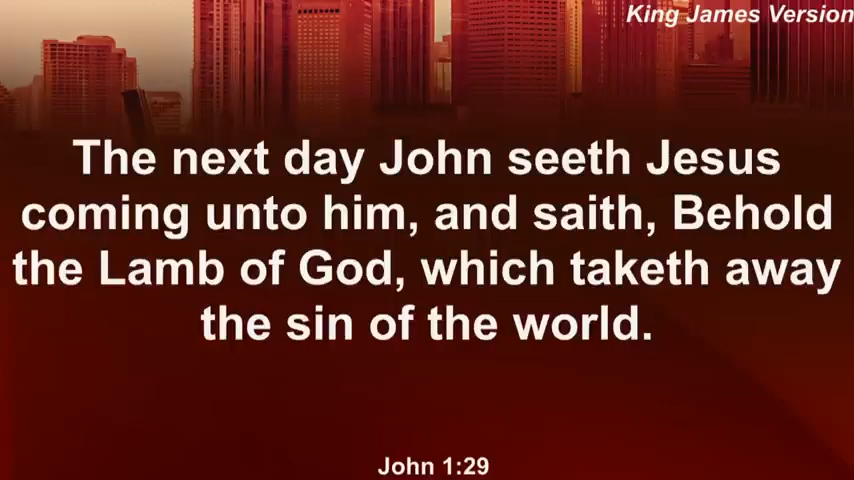 King James Version
The next day John seeth Jesus
coming unto him, and saith, Behold
the Lamb of God, which taketh away
the sin of the world.
John 1:29